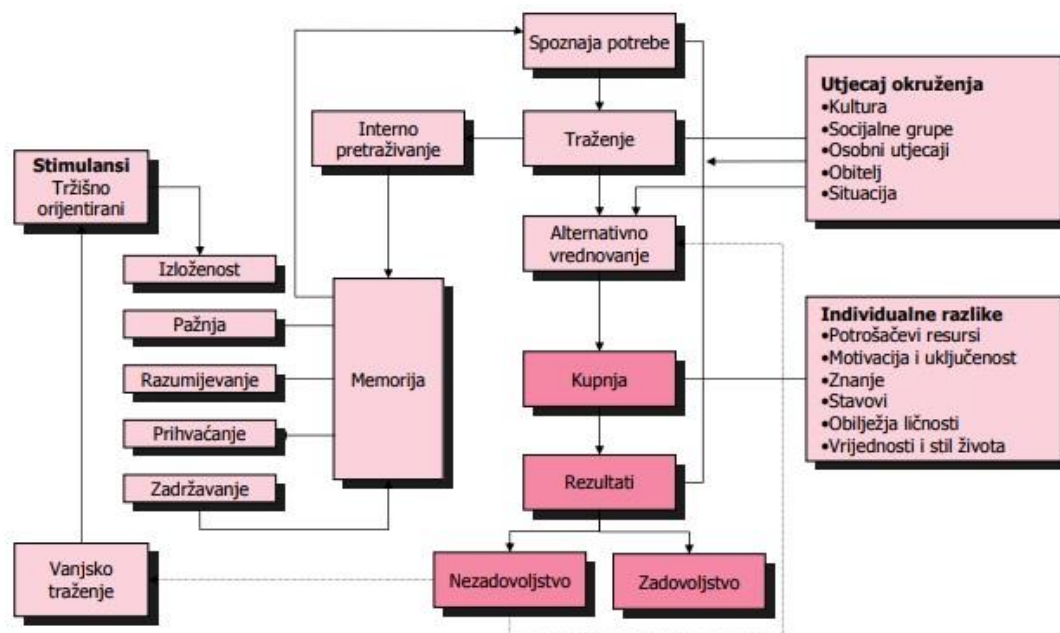 Spoznaja potrebe
Utjecaj okruženja
•Kultura
•Socijalne grupe
•Osobni utjecaji
•Obitelj
•Situacija
Interno
pretraživanje
Traženje
Stimulansi
Tržišno
orijentirani
Alternativno
vrednovanje
Izloženost
Pažnja
Razumijevanje
Prihvaćanje
Zadržavanje
Memorija
Individualne razlike
•Potrošačevi resursi
•Motivacija i uključenost
•Znanje
•Stavovi
•Obilježja ličnosti
•Vrijednosti i stil života
Kupnja
Rezultati
Vanjsko
traženje
Nezadovoljstvo
Zadovoljstvo